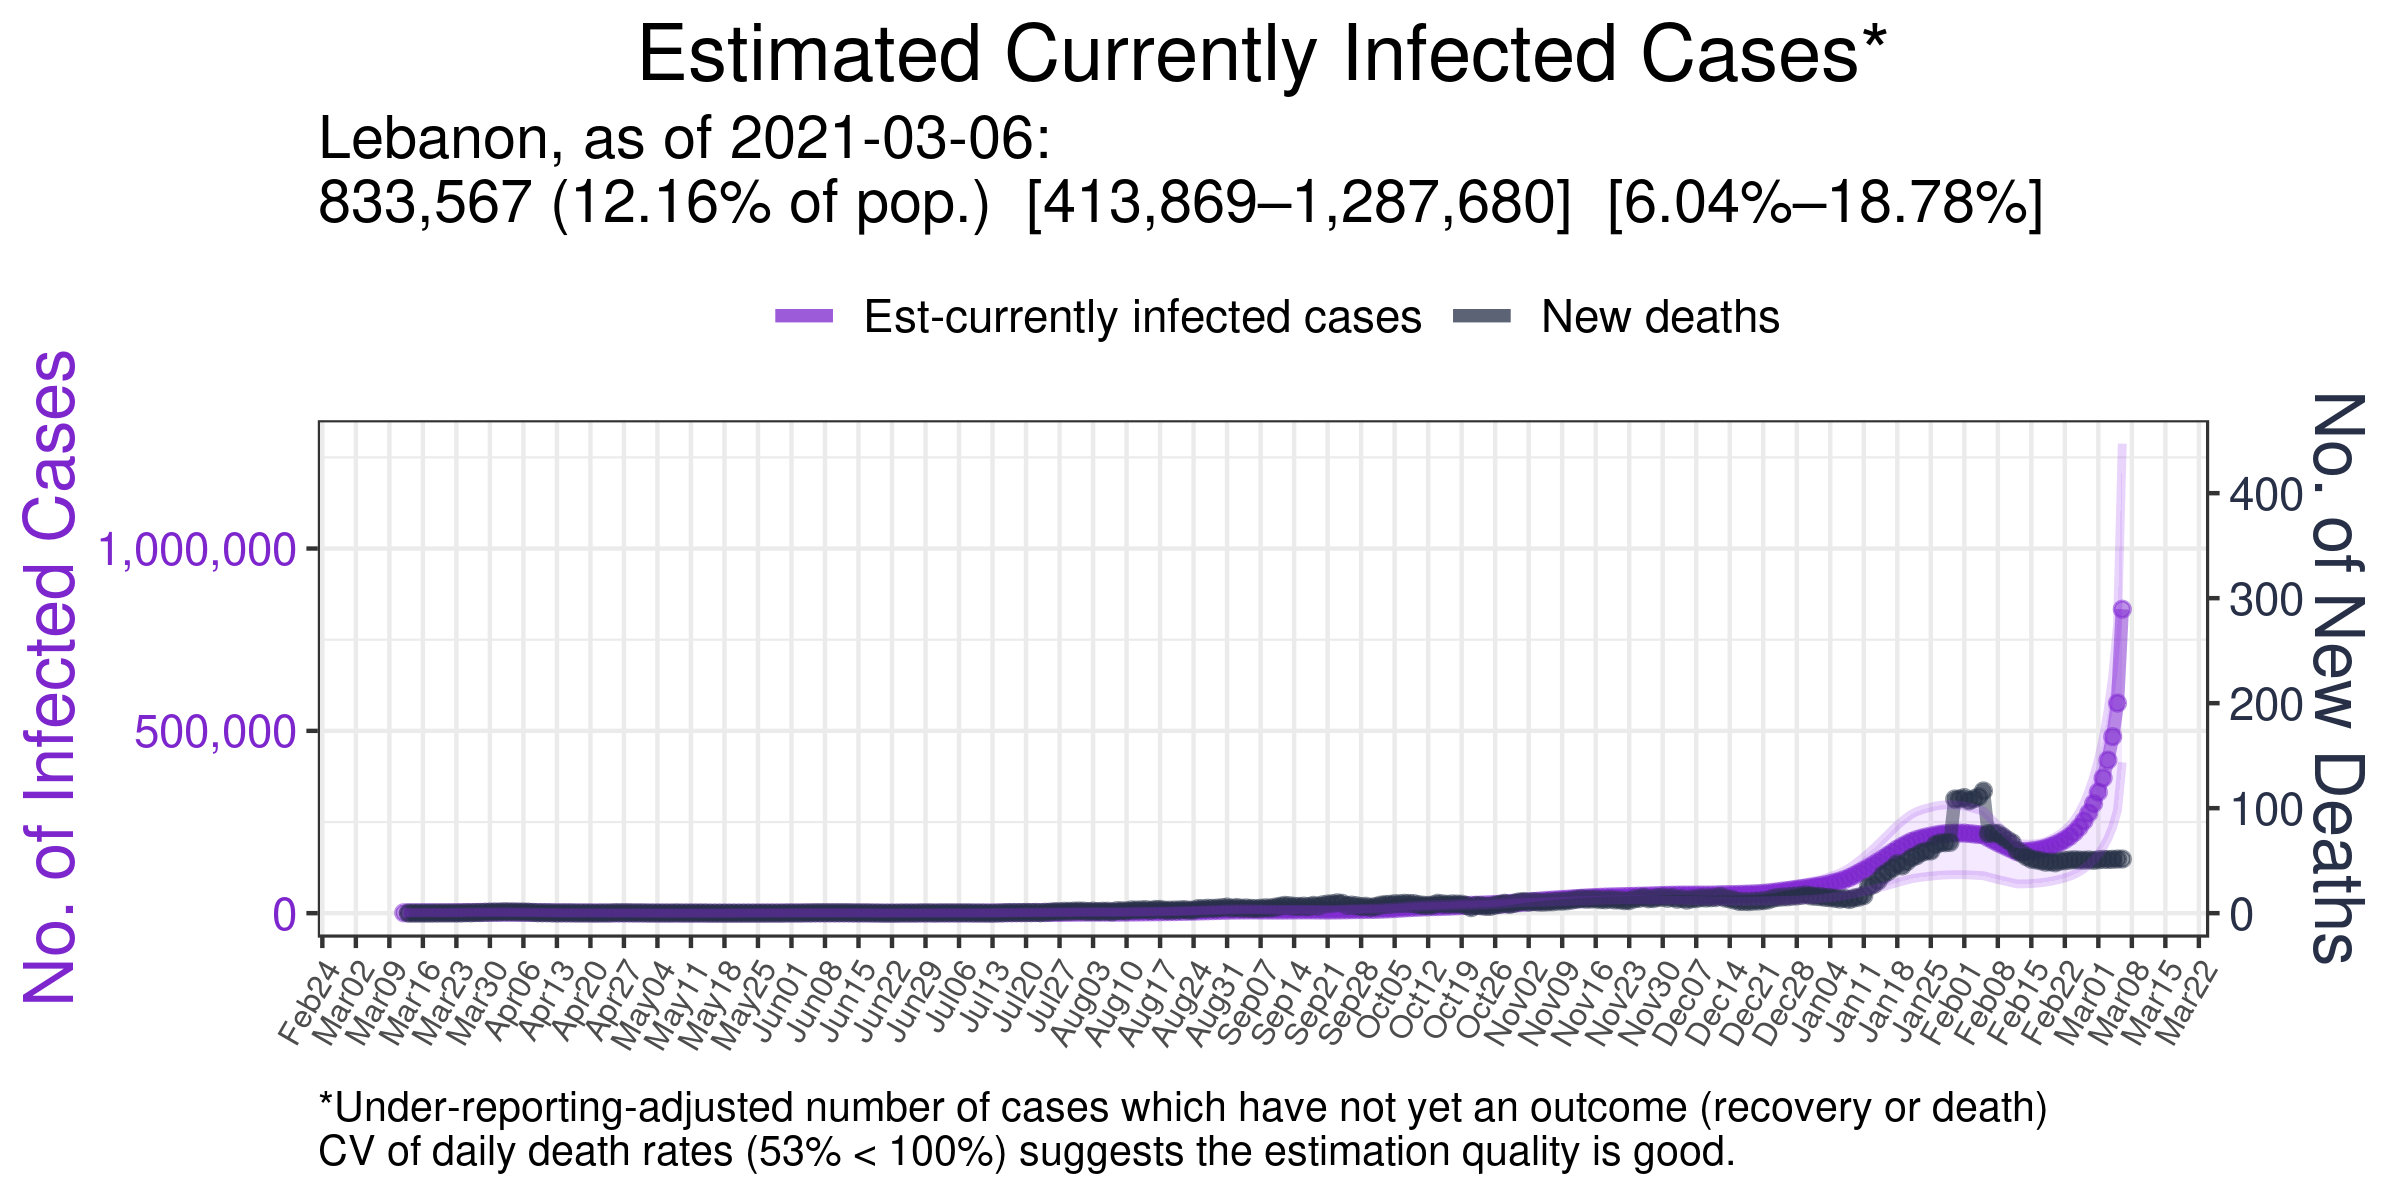 Estimated Currently Infected Cases*
Lebanon, as of 2021-03-06:
833,567 (12.16% of pop.)  [413,869–1,287,680]  [6.04%–18.78%]
Est-currently infected cases
New deaths
No. of Infected Cases
1,000,000
500,000
0
400
300
200
100
0
No. of New Deaths
Feb24
Mar02
Mar09
Mar16
Mar23
Mar30
Apr06
Apr13
Apr20
Apr27
May04
May11
May18
May25
Jun01
Jun08
Jun15
Jun22
Jun29
Jul06
Jul13
Jul20
Jul27
Aug03
Aug10
Aug17
Aug24
Aug31
Sep07
Sep14
Sep21
Sep28
Oct05
Oct12
Oct19
Oct26
Nov02
Nov09
Nov16
Nov23
Nov30
Dec07
Dec14
Dec21
Dec28
Jan04
Jan11
Jan18
Jan25
Feb01
Feb08
Feb15
Feb22
Mar01
Mar08
Mar15
Mar22
*Under-reporting-adjusted number of cases which have not yet an outcome (recovery or death)
CV of daily death rates (53% < 100%) suggests the estimation quality is good.